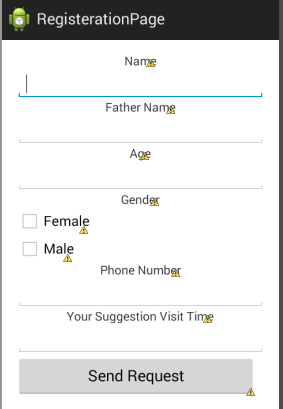 RegisterationPage
Name
Father Name
Age
Gender
Female
Male
Phone Number
Your Suggestion Visit Time
Send Request